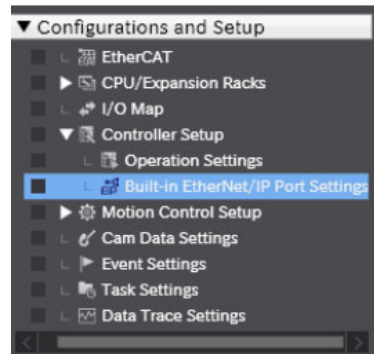 Configurations and Setup
EtherCAT
CPU/Expansion Racks
I/O Map
Controller Setup
Operation Settings
Built-in EtherNet/IP Port Settings
Motion Control Setup
Cam Data Settings
Event Settings
Task Settings
Data Trace Settings